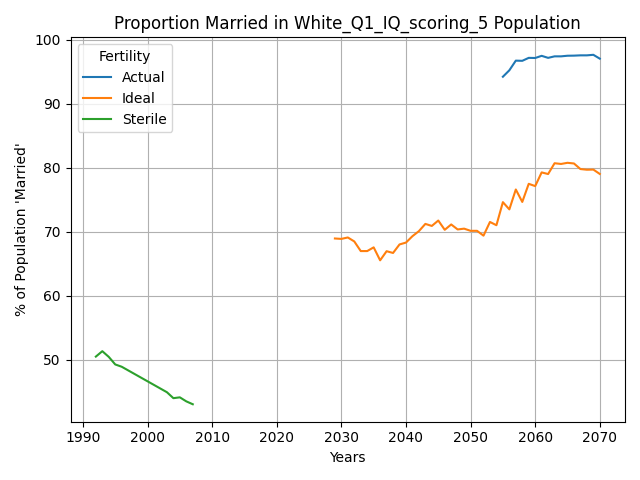 Proportion Married in White_Q1_IQ_scoring_5 Population
100
90
80
70
60
50
% of Population 'Married'
Fertility
Actual
Ideal
Sterile
1990 2000 2010 2020 2030 2040 2050 2060 2070
Years